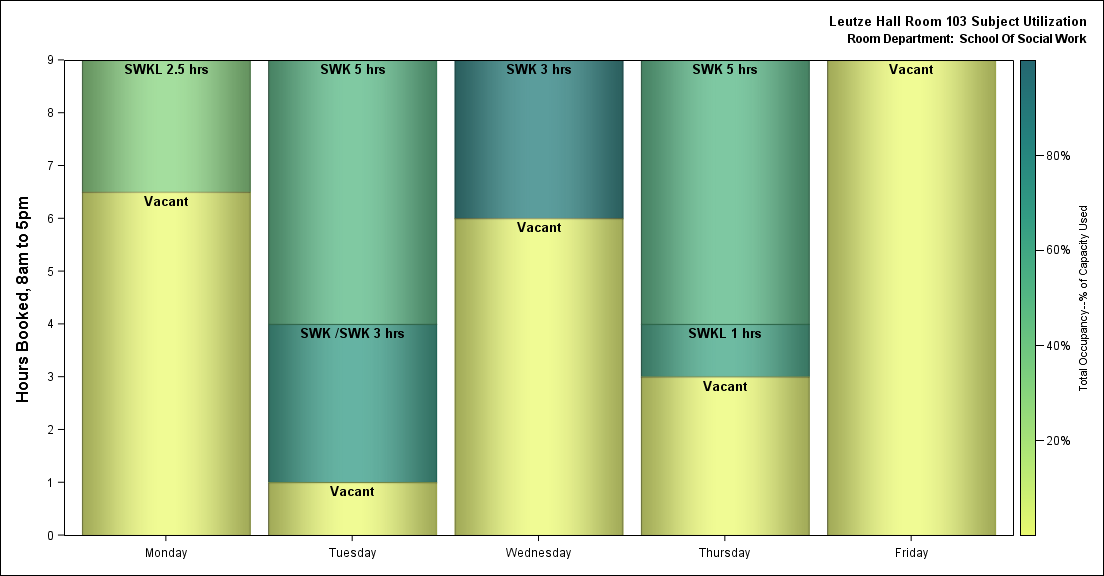 Leutze Hall Room 103 Subject Utilization
Room Department: School Of Social Work
Hours Booked, 8am to 5pm
9
8
7
6
5
4
3
2
1
0
SWKL 2.5 hrs
Vacant
SWK 5 hrs
SWK /SWK 3 hrs
Vacant
SWK 3 hrs
Vacant
SWK 5 hrs
SWKL 1 hrs
Vacant
Vacant
Monday
Tuesday
Wednesday
Thursday
Friday
80%
60%
40%
20%
Total Occupancy--% of Capacity Used